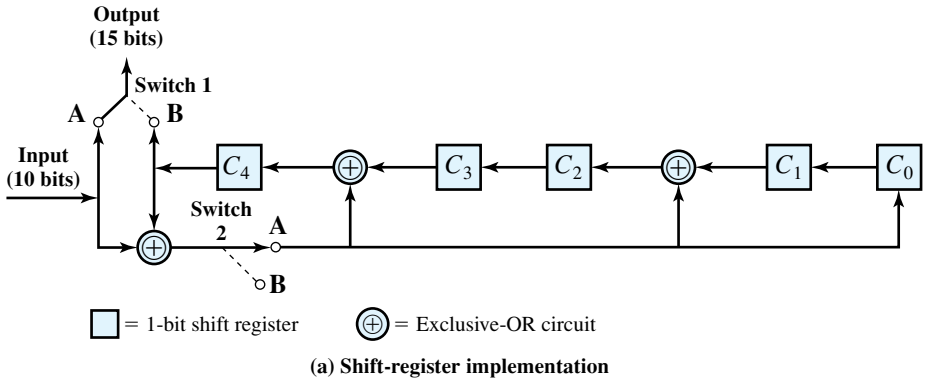 Output
(15 bits)
Switch 1
A
B
Input
(10 bits)
C4
C3
C2
C1
C0
Switch
2
A
B
= 1-bit shift register
= Exclusive-OR circuit
(a) Shift-register implementation